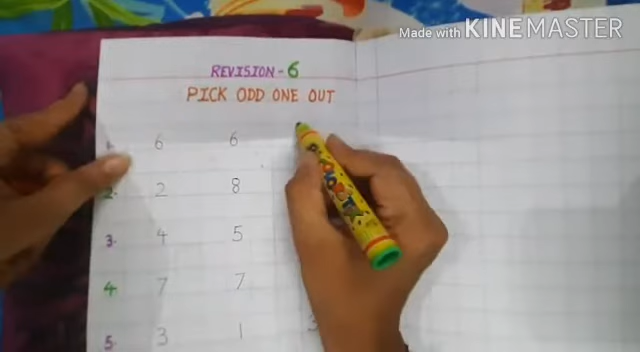 Made with KINEMASTER
REVISION - 6
PICK ODD ONE OUT
6 6
2. 2 8
3. 4 5
4. 7 7
5. 3 1 3